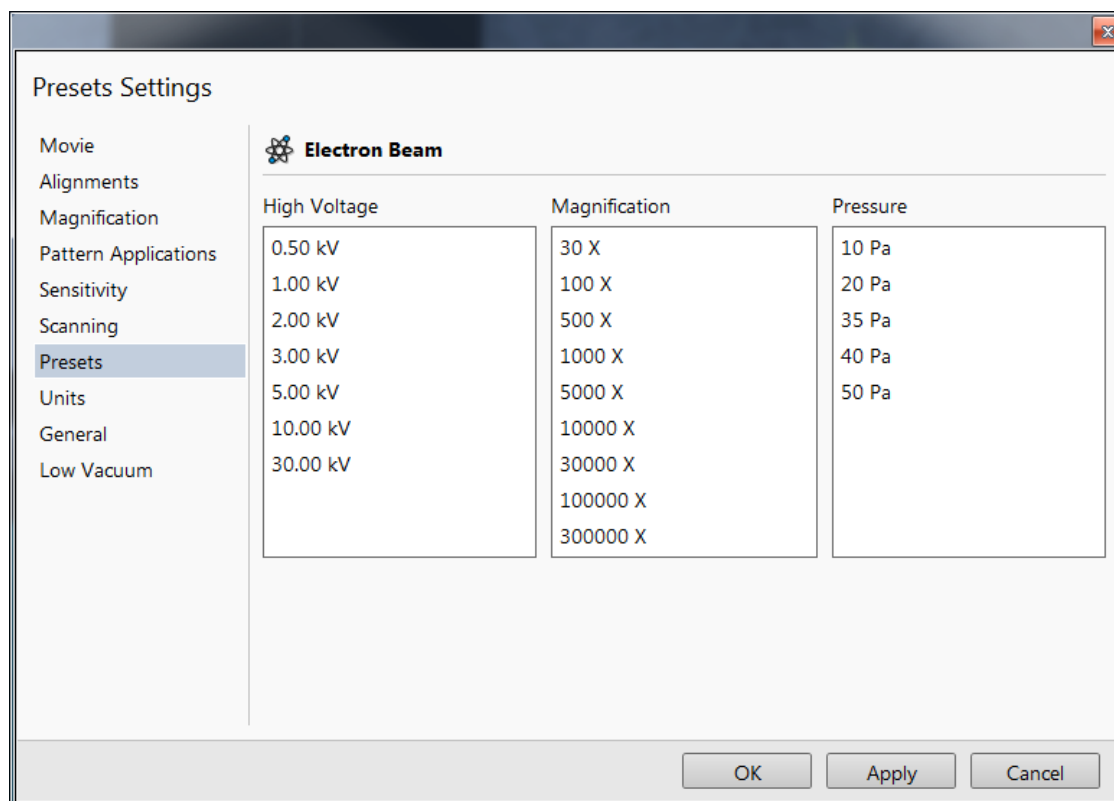 Presets Settings
Movie
Alignments
Magnification
Pattern Applications
Sensitivity
Scanning
Presets
Units
General
Low Vacuum
Electron Beam
High Voltage
0.50 kV
1.00 kV
2.00 kV
3.00 kV
5.00 kV
10.00 kV
30.00 kV
Magnification
30 X
100 X
500 X
1000 X
5000 X
10000 X
30000 X
100000 X
300000 X
Pressure
10 Pa
20 Pa
35 Pa
40 Pa
50 Pa
OK
Apply
Cancel